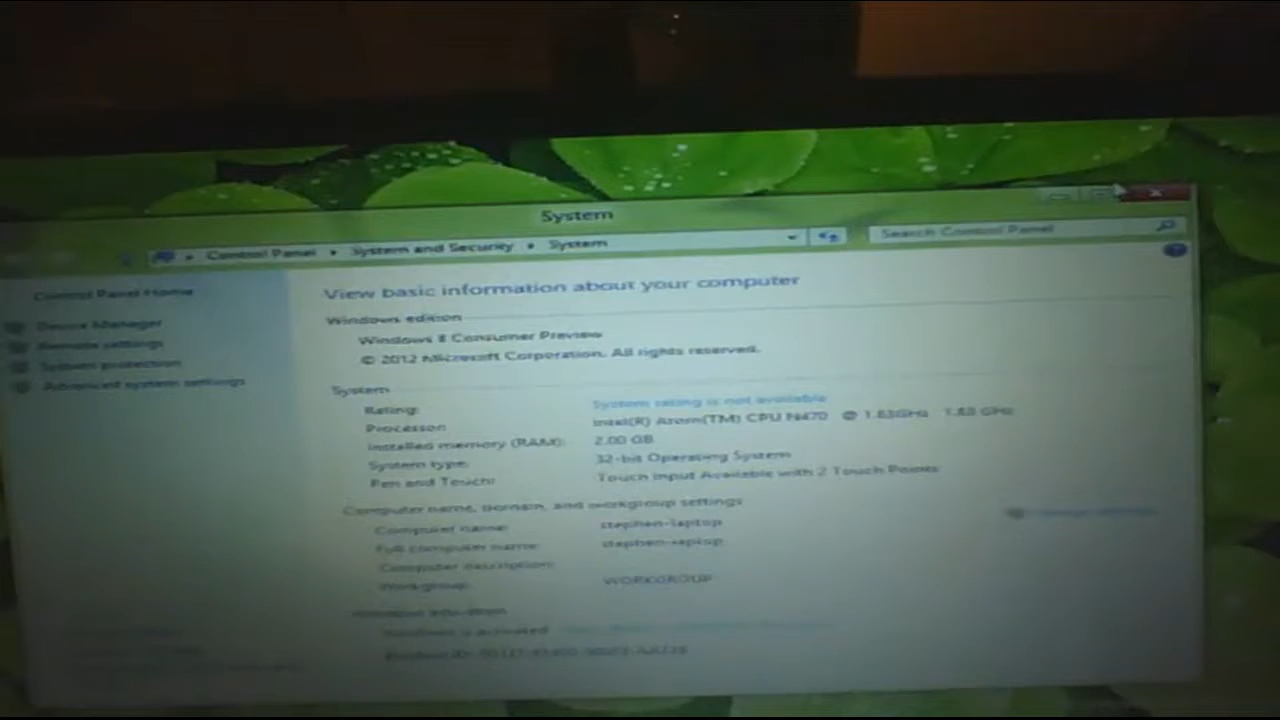 System
Control Panel ▸ System and Security ▸ System
Search Control Panel
Control Panel Home
Device Manager
Remote settings
System protection
Advanced system settings
View basic information about your computer
Windows edition
Windows 8 Consumer Preview
© 2012 Microsoft Corporation. All rights reserved.
System
Rating: System rating is not available
Processor: Intel(R) Atom(TM) CPU N470 @ 1.83GHz 1.83 GHz
Installed memory (RAM): 2.00 GB
System type: 32-bit Operating System
Pen and Touch: Touch Input Available with 2 Touch Points
Computer name, domain, and workgroup settings
Computer name: stephen-laptop
Full computer name: stephen-laptop
Computer description:
Workgroup: WORKGROUP
Windows is activated
Product ID: